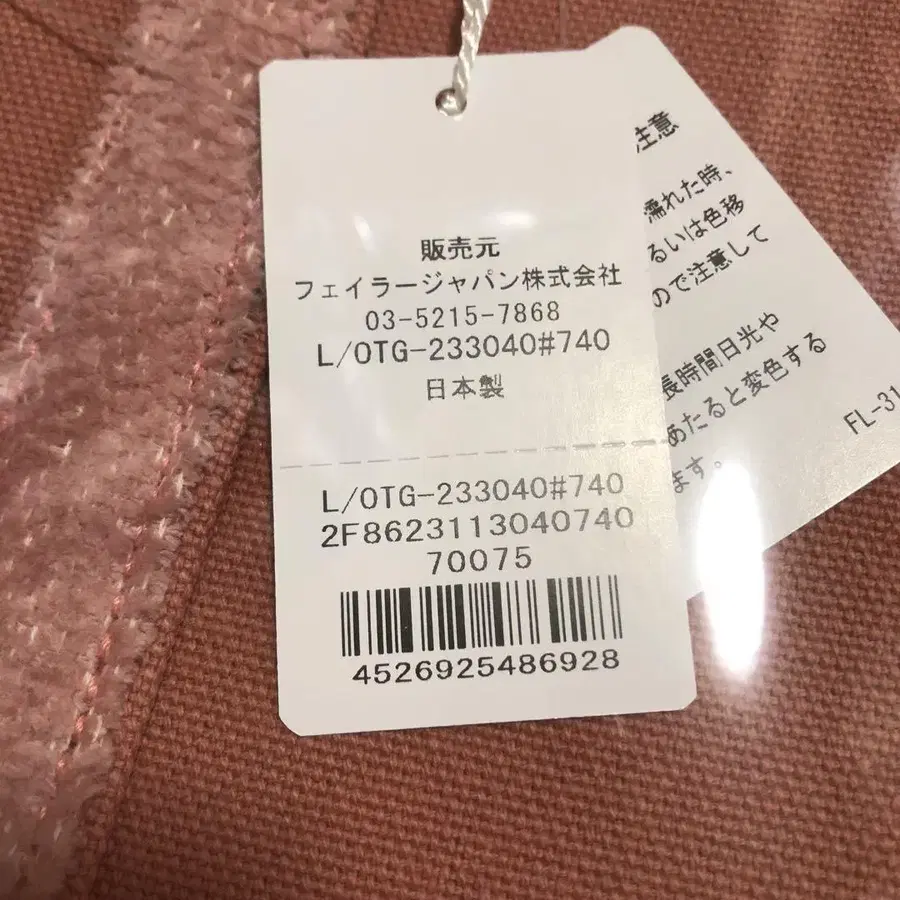 販売元
フェイラージャパン株式会社
03-5215-7868
L/OTG-233040#740
日本製
L/OTG-233040#740
2F8623113040740
70075
4526925486928
注意
濡れた時、
るいは色移
ので注意して
長時間日光や
あたると変色する
ます。
FL-31